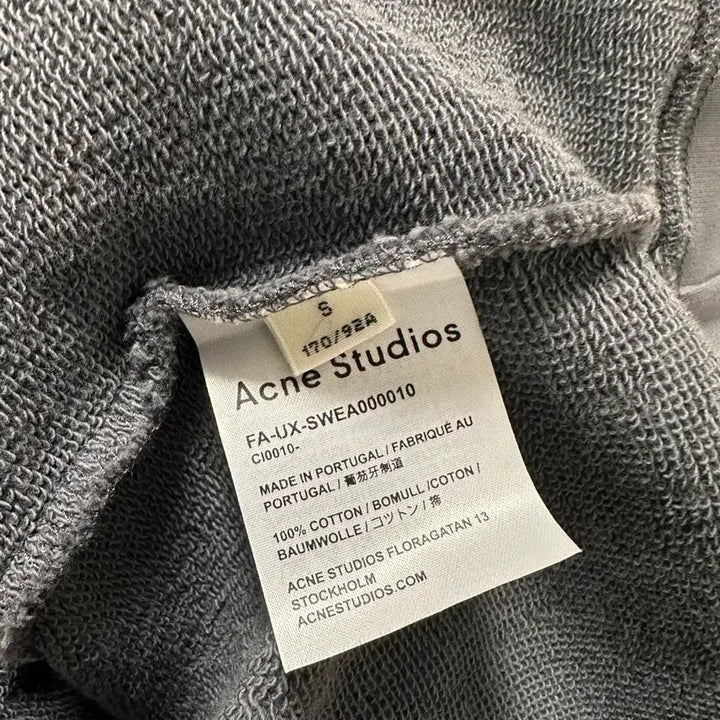 S
170/92A
Acne Studios
FA-UX-SWEA000010
CI0010-
MADE IN PORTUGAL / FABRIQUÉ AU
PORTUGAL / 葡萄牙制造
100% COTTON / BOMULL /COTON /
BAUMWOLLE / コットン / 棉
ACNE STUDIOS FLORAGATAN 13
STOCKHOLM
ACNESTUDIOS.COM